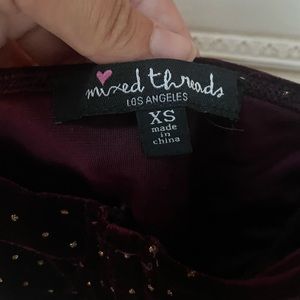 mixed threads
LOS ANGELES
XS
made
in
china